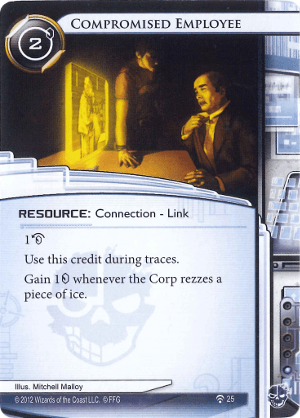 COMPROMISED EMPLOYEE
2
RESOURCE: Connection - Link
1
Use this credit during traces.
Gain 1 whenever the Corp rezzes a
piece of ice.
Illus. Mitchell Malloy
© 2012 Wizards of the Coast LLC. © FFG
25